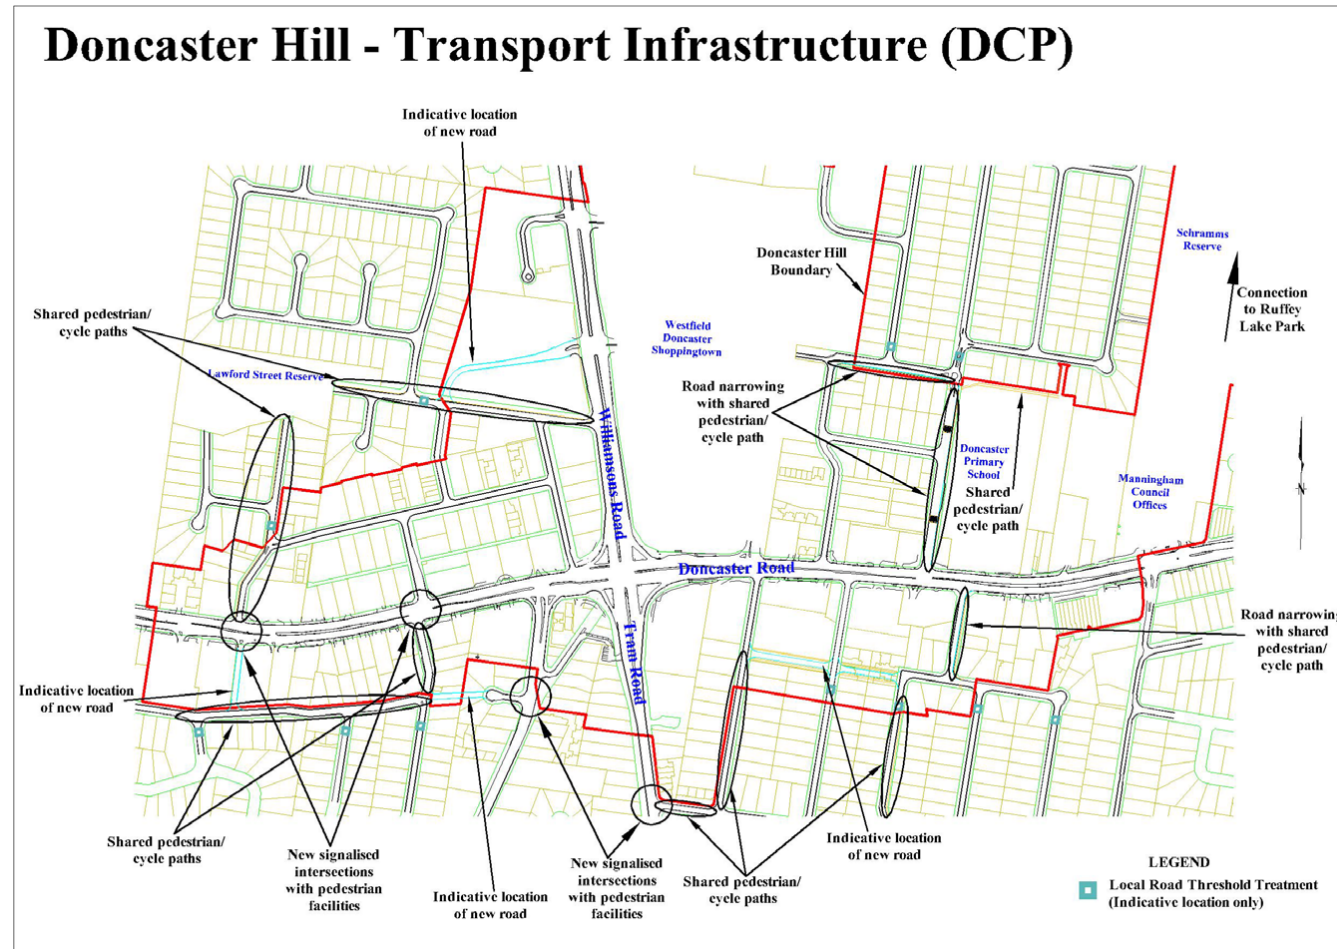 Doncaster Hill - Transport Infrastructure (DCP)
Indicative location
of new road
Schramms
Reserve
Doncaster Hill
Boundary
Connection
to Ruffey
Lake Park
Shared pedestrian/
cycle paths
Westfield
Doncaster
Shoppingtown
Lawford Street Reserve
Road narrowing
with shared
pedestrian/
cycle path
Williamsons Road
Doncaster
Primary
School
Shared
pedestrian/
cycle path
Manningham
Council
Offices
N
Doncaster Road
Tram Road
Road narrowing
with shared
pedestrian/
cycle path
Indicative location
of new road
Shared pedestrian/
cycle paths
New signalised
intersections
with pedestrian
facilities
Indicative location
of new road
New signalised
intersections
with pedestrian
facilities
Shared pedestrian/
cycle paths
Indicative location
of new road
LEGEND
Local Road Threshold Treatment
(Indicative location only)